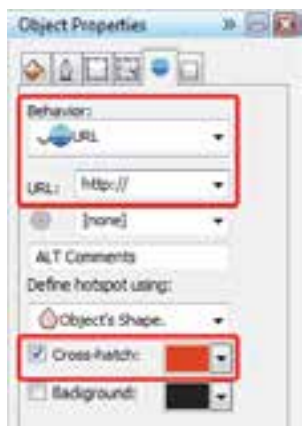 Object Properties
Behavior:
URL
URL: http://
[none]
ALT Comments
Define hotspot using:
Object's Shape.
Cross-hatch:
Background: